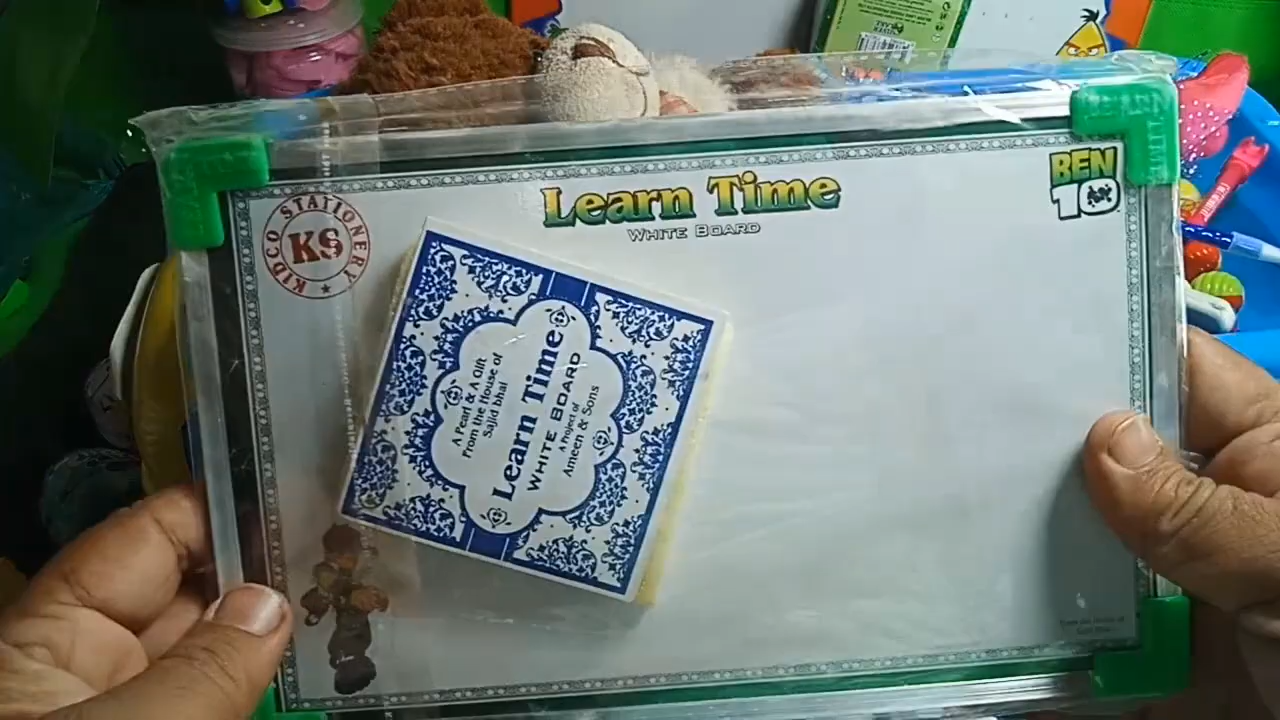 Learn Time
WHITE BOARD
BEN
10
KIDCO STATIONERY
KS
A Pearl & A Gift
From the House of
Sajid bhai
Learn Time
WHITE BOARD
A Project of
Ameen & Sons